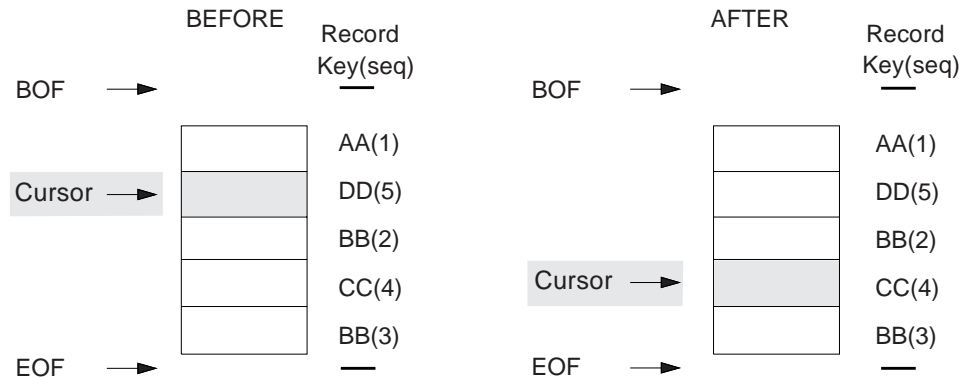 BEFORE
Record
Key(seq)
BOF
AA(1)
Cursor
DD(5)
BB(2)
CC(4)
BB(3)
EOF
AFTER
Record
Key(seq)
BOF
AA(1)
DD(5)
BB(2)
Cursor
CC(4)
BB(3)
EOF